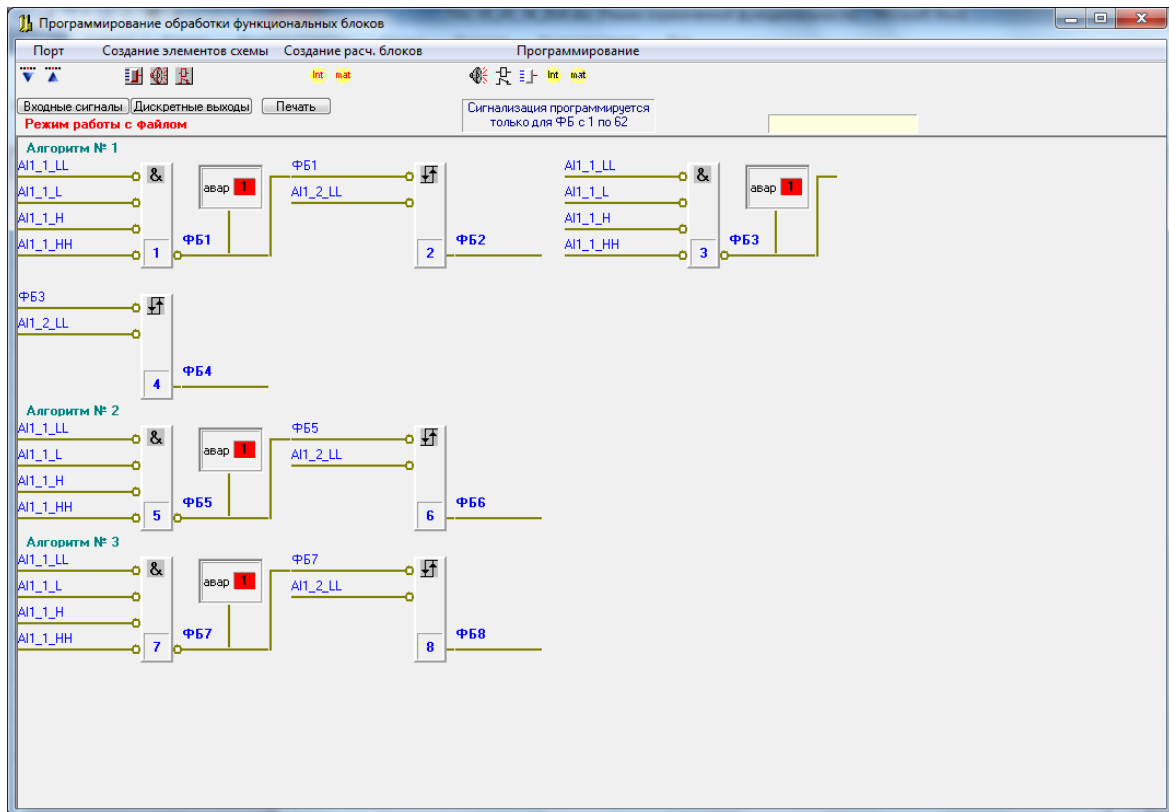 Программирование обработки функциональных блоков
Порт Создание элементов схемы Создание расч. блоков Программирование
Int mat Int mat
Входные сигналы Дискретные выходы Печать
Режим работы с файлом
Сигнализация программируется
только для ФБ с 1 по 62
Алгоритм № 1
AI1_1_LL & авар 1 ФБ1 AI1_1_LL & авар 1
AI1_1_L AI1_2_LL AI1_1_L
AI1_1_H AI1_1_H
AI1_1_HH 1 ФБ1 2 ФБ2 AI1_1_HH 3 ФБ3
ФБ3
AI1_2_LL
4 ФБ4
Алгоритм № 2
AI1_1_LL & авар 1 ФБ5
AI1_1_L AI1_2_LL
AI1_1_H
AI1_1_HH 5 ФБ5 6 ФБ6
Алгоритм № 3
AI1_1_LL & авар 1 ФБ7
AI1_1_L AI1_2_LL
AI1_1_H
AI1_1_HH 7 ФБ7 8 ФБ8